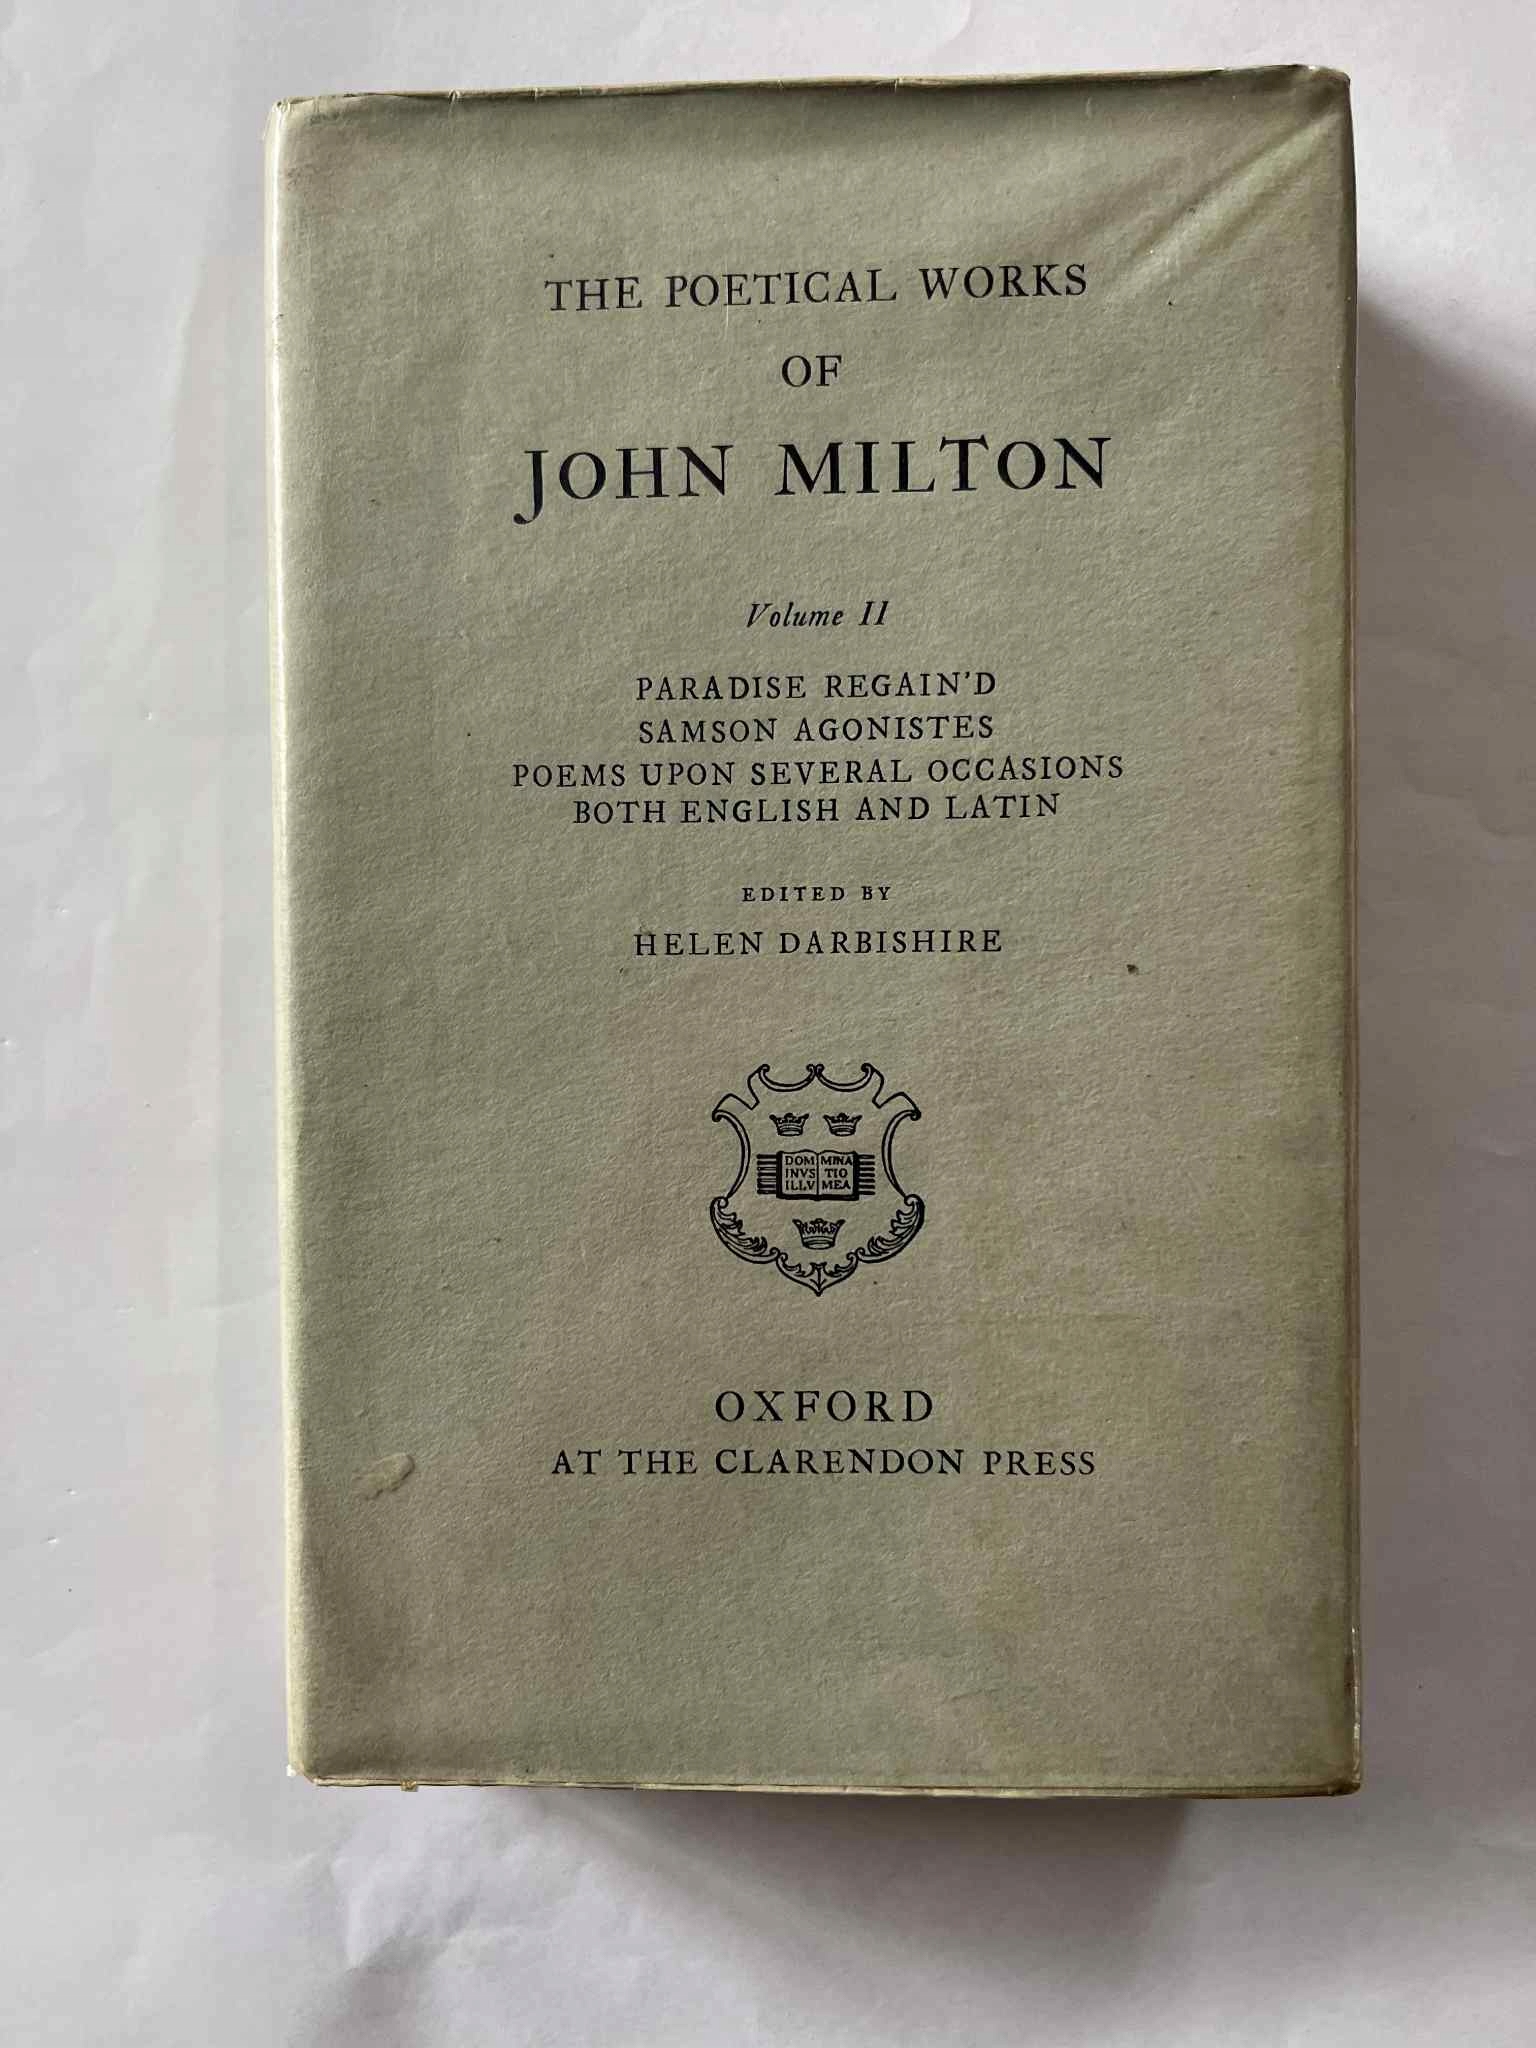 THE POETICAL WORKS
OF
JOHN MILTON
Volume II
PARADISE REGAIN'D
SAMSON AGONISTES
POEMS UPON SEVERAL OCCASIONS
BOTH ENGLISH AND LATIN
EDITED BY
HELEN DARBISHIRE
DOM MINA
INVS TIO
ILLV MEA
OXFORD
AT THE CLARENDON PRESS